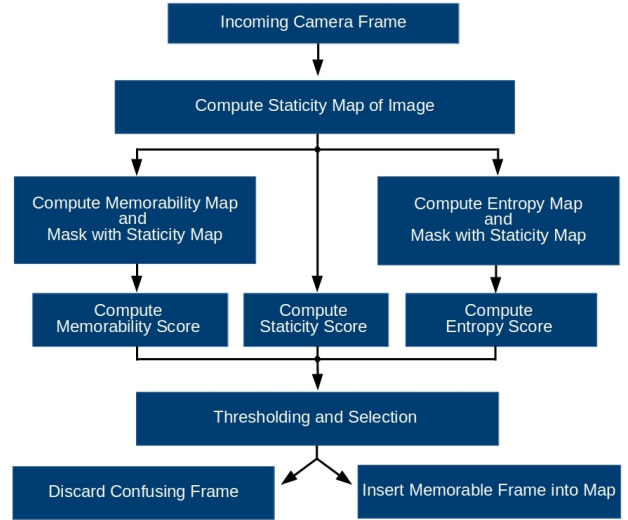 Incoming Camera Frame
Compute Staticity Map of Image
Compute Memorability Map
and
Mask with Staticity Map
Compute Entropy Map
and
Mask with Staticity Map
Compute
Memorability Score
Compute
Staticity Score
Compute
Entropy Score
Thresholding and Selection
Discard Confusing Frame
Insert Memorable Frame into Map